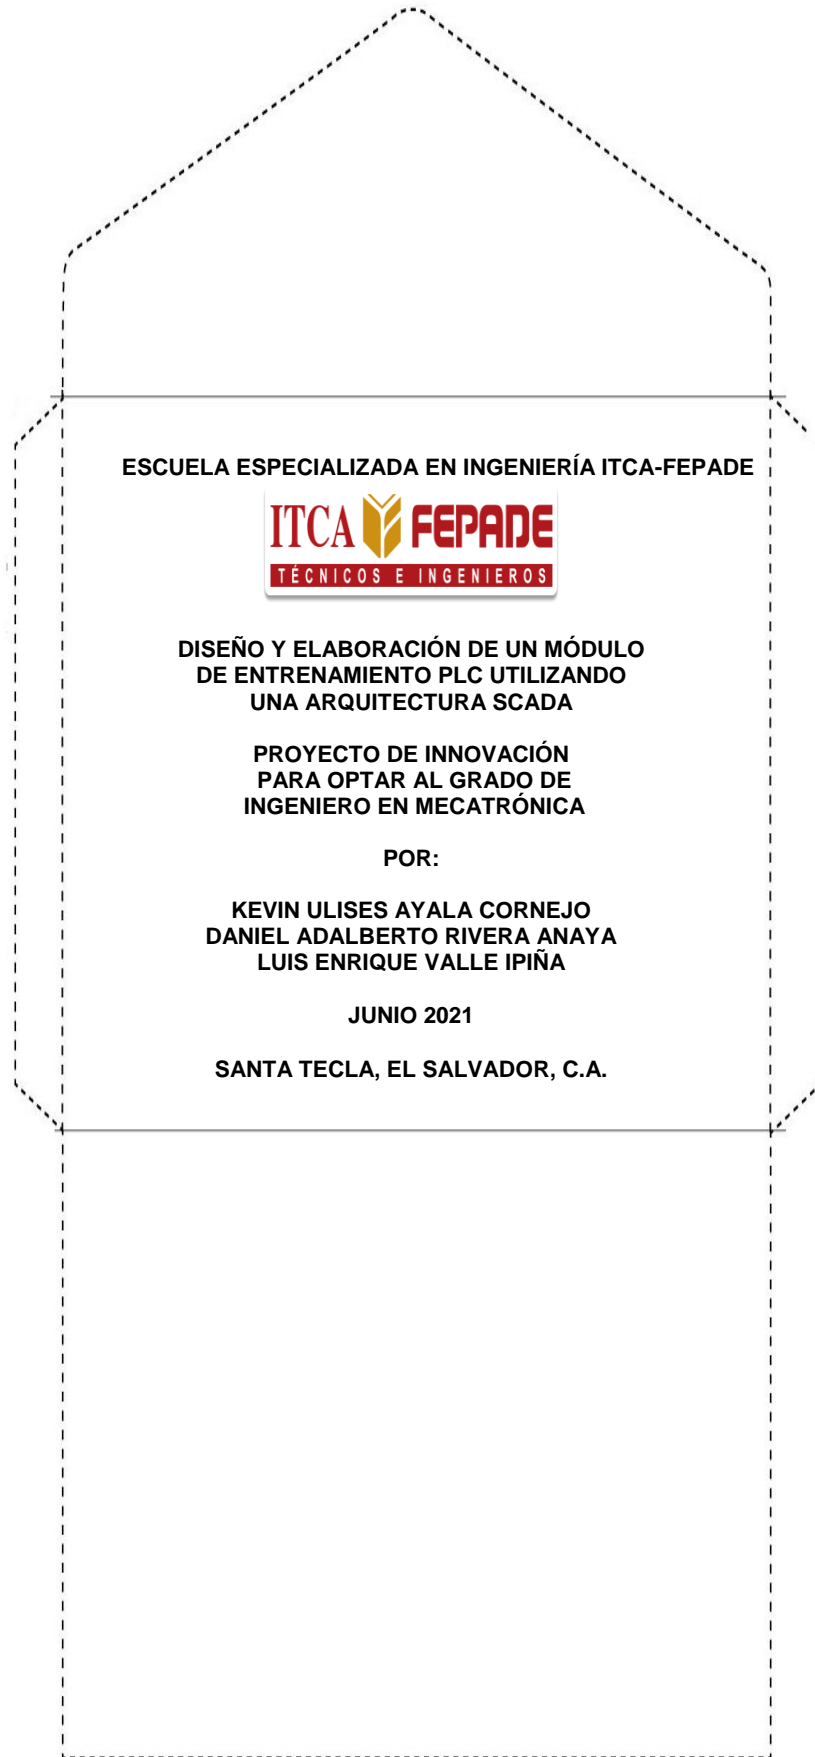 ESCUELA ESPECIALIZADA EN INGENIERÍA ITCA-FEPADE
ITCA FEPADE
TÉCNICOS E INGENIEROS
DISEÑO Y ELABORACIÓN DE UN MÓDULO
DE ENTRENAMIENTO PLC UTILIZANDO
UNA ARQUITECTURA SCADA
PROYECTO DE INNOVACIÓN
PARA OPTAR AL GRADO DE
INGENIERO EN MECATRÓNICA
POR:
KEVIN ULISES AYALA CORNEJO
DANIEL ADALBERTO RIVERA ANAYA
LUIS ENRIQUE VALLE IPIÑA
JUNIO 2021
SANTA TECLA, EL SALVADOR, C.A.